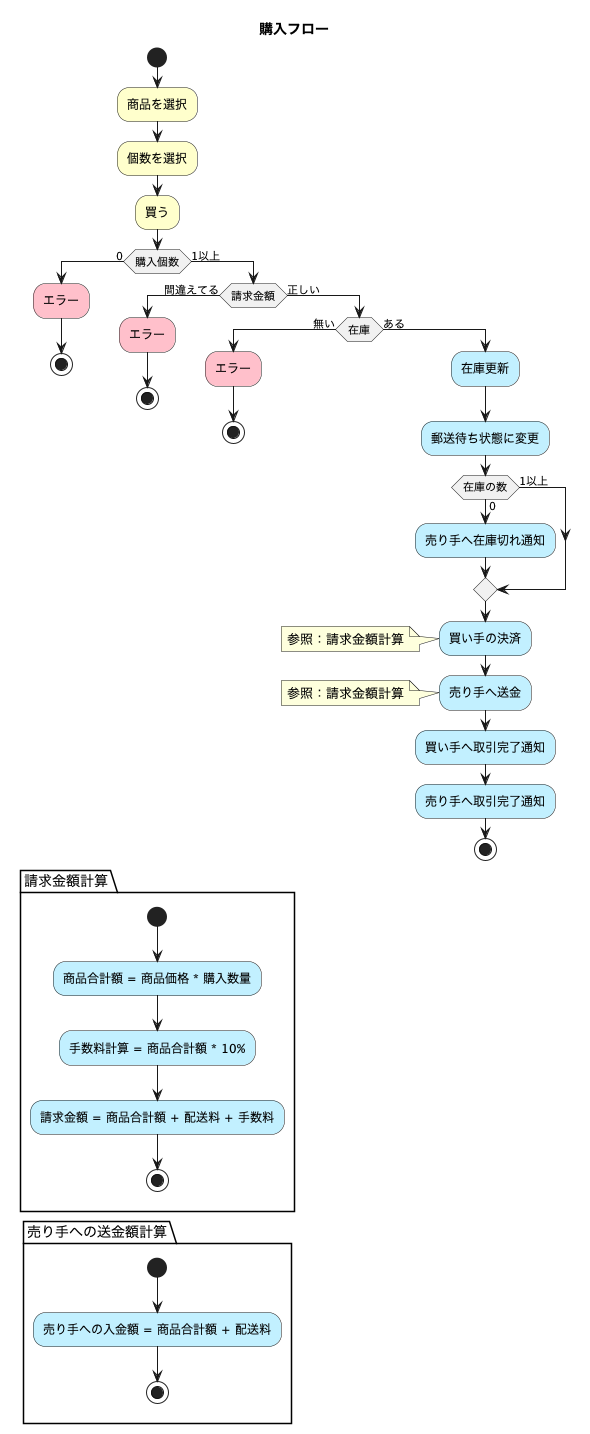 購入フロー
商品を選択
個数を選択
買う
0
購入個数
1以上
エラー
間違えてる
請求金額
正しい
エラー
無い
在庫
ある
エラー
在庫更新
郵送待ち状態に変更
在庫の数
1以上
0
売り手へ在庫切れ通知
参照：請求金額計算
買い手の決済
参照：請求金額計算
売り手へ送金
買い手へ取引完了通知
売り手へ取引完了通知
請求金額計算
商品合計額 = 商品価格 * 購入数量
手数料計算 = 商品合計額 * 10%
請求金額 = 商品合計額 + 配送料 + 手数料
売り手への送金額計算
売り手への入金額 = 商品合計額 + 配送料